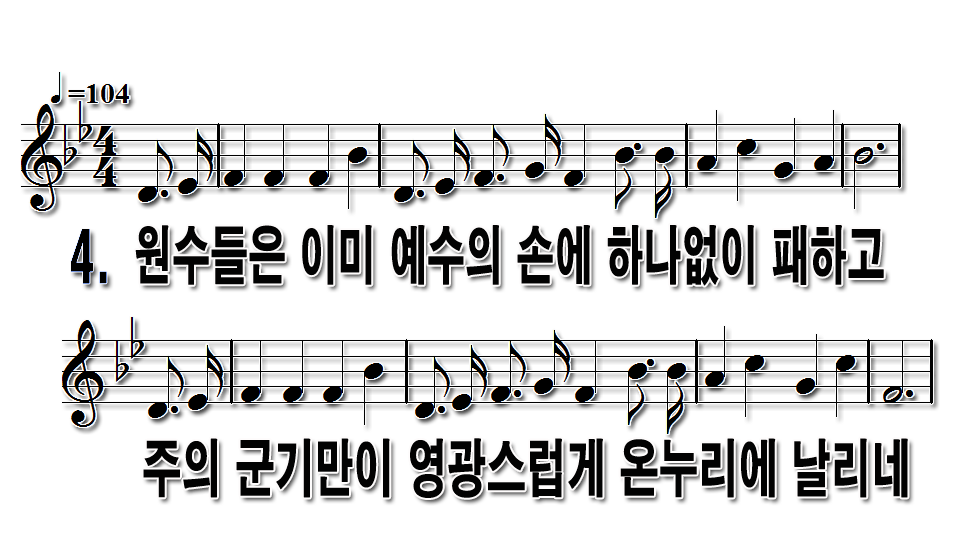 =104
4
4
4. 원수들은 이미 예수의 손에 하나없이 패하고
주의 군기만이 영광스럽게 온누리에 날리네